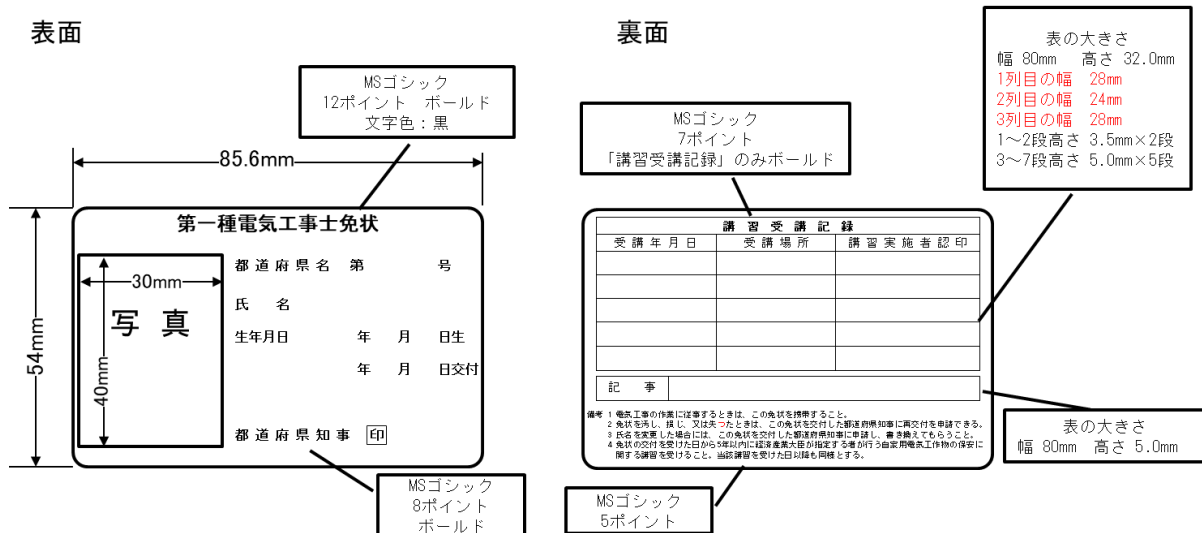 表面
MSゴシック
12ポイント　ボールド
文字色：黒
85.6mm
54mm
第一種電気工事士免状
30mm
40mm
写 真
都 道 府 県 名　第　　　　号
氏　名
生年月日　　　　年　月　日生
年　月　日交付
都 道 府 県 知 事　印
MSゴシック
8ポイント
ボールド
裏面
MSゴシック
7ポイント
「講習受講記録」のみボールド
表の大きさ
幅 80mm　高さ 32.0mm
1列目の幅　28mm
2列目の幅　24mm
3列目の幅　28mm
1～2段高さ 3.5mm×2段
3～7段高さ 5.0mm×5段
講 習 受 講 記 録
受 講 年 月 日　受 講 場 所　講 習 実 施 者 認 印
記　事
備考 1 電気工事の作業に従事するときは、この免状を携帯すること。
2 免状を汚し、損じ、又は失つたときは、この免状を交付した都道府県知事に再交付を申請できる。
3 氏名を変更した場合には、この免状を交付した都道府県知事に申請し、書き換えてもらうこと。
4 免状の交付を受けた日から5年以内に経済産業大臣が指定する者が行う自家用電気工作物の保安に
関する講習を受けること。当該講習を受けた日以降も同様とする。
MSゴシック
5ポイント
表の大きさ
幅 80mm　高さ 5.0mm